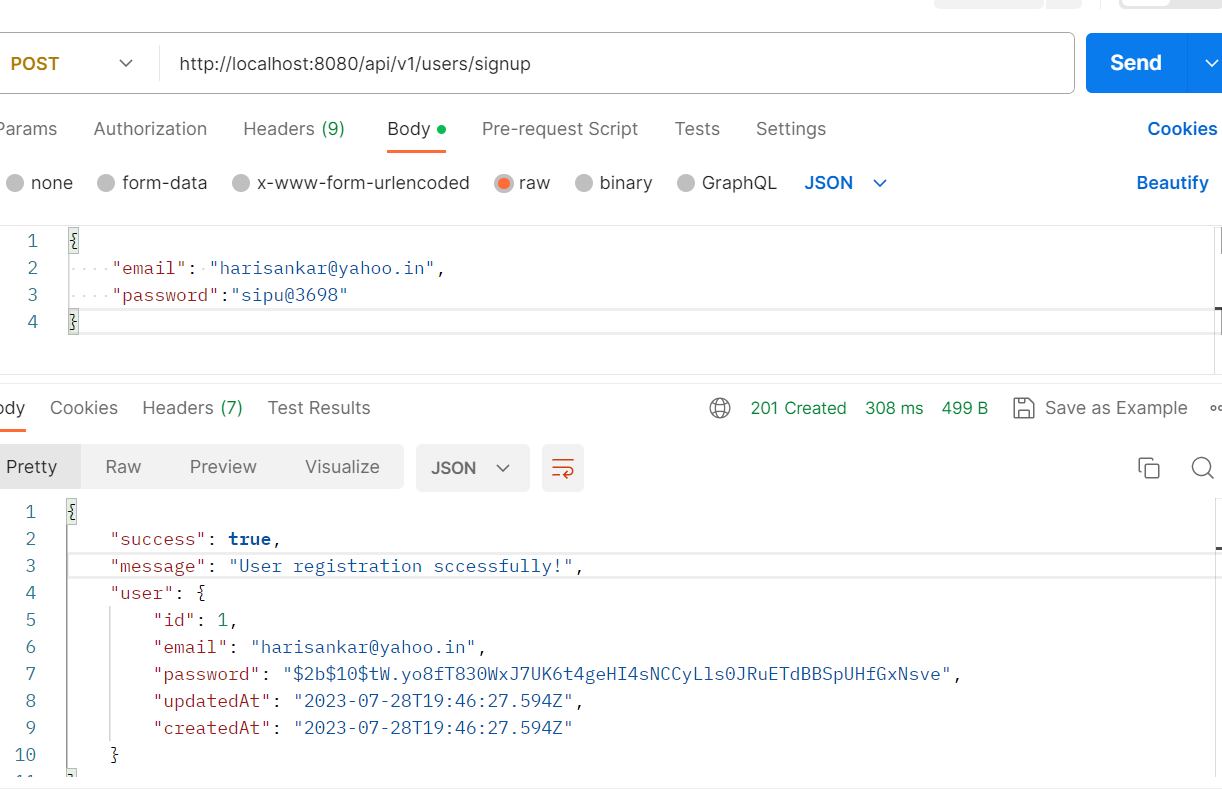 POST http://localhost:8080/api/v1/users/signup Send
Params Authorization Headers (9) Body Pre-request Script Tests Settings Cookies
none form-data x-www-form-urlencoded raw binary GraphQL JSON Beautify
1 {
2 "email": "harisankar@yahoo.in",
3 "password":"sipu@3698"
4 }
ody Cookies Headers (7) Test Results 201 Created 308 ms 499 B Save as Example
Pretty Raw Preview Visualize JSON
1 {
2 "success": true,
3 "message": "User registration sccessfully!",
4 "user": {
5 "id": 1,
6 "email": "harisankar@yahoo.in",
7 "password": "$2b$10$tW.yo8fT830WxJ7UK6t4geHI4sNCCyLls0JRuETdBBSpUHfGxNsve",
8 "updatedAt": "2023-07-28T19:46:27.594Z",
9 "createdAt": "2023-07-28T19:46:27.594Z"
10 }
11 }